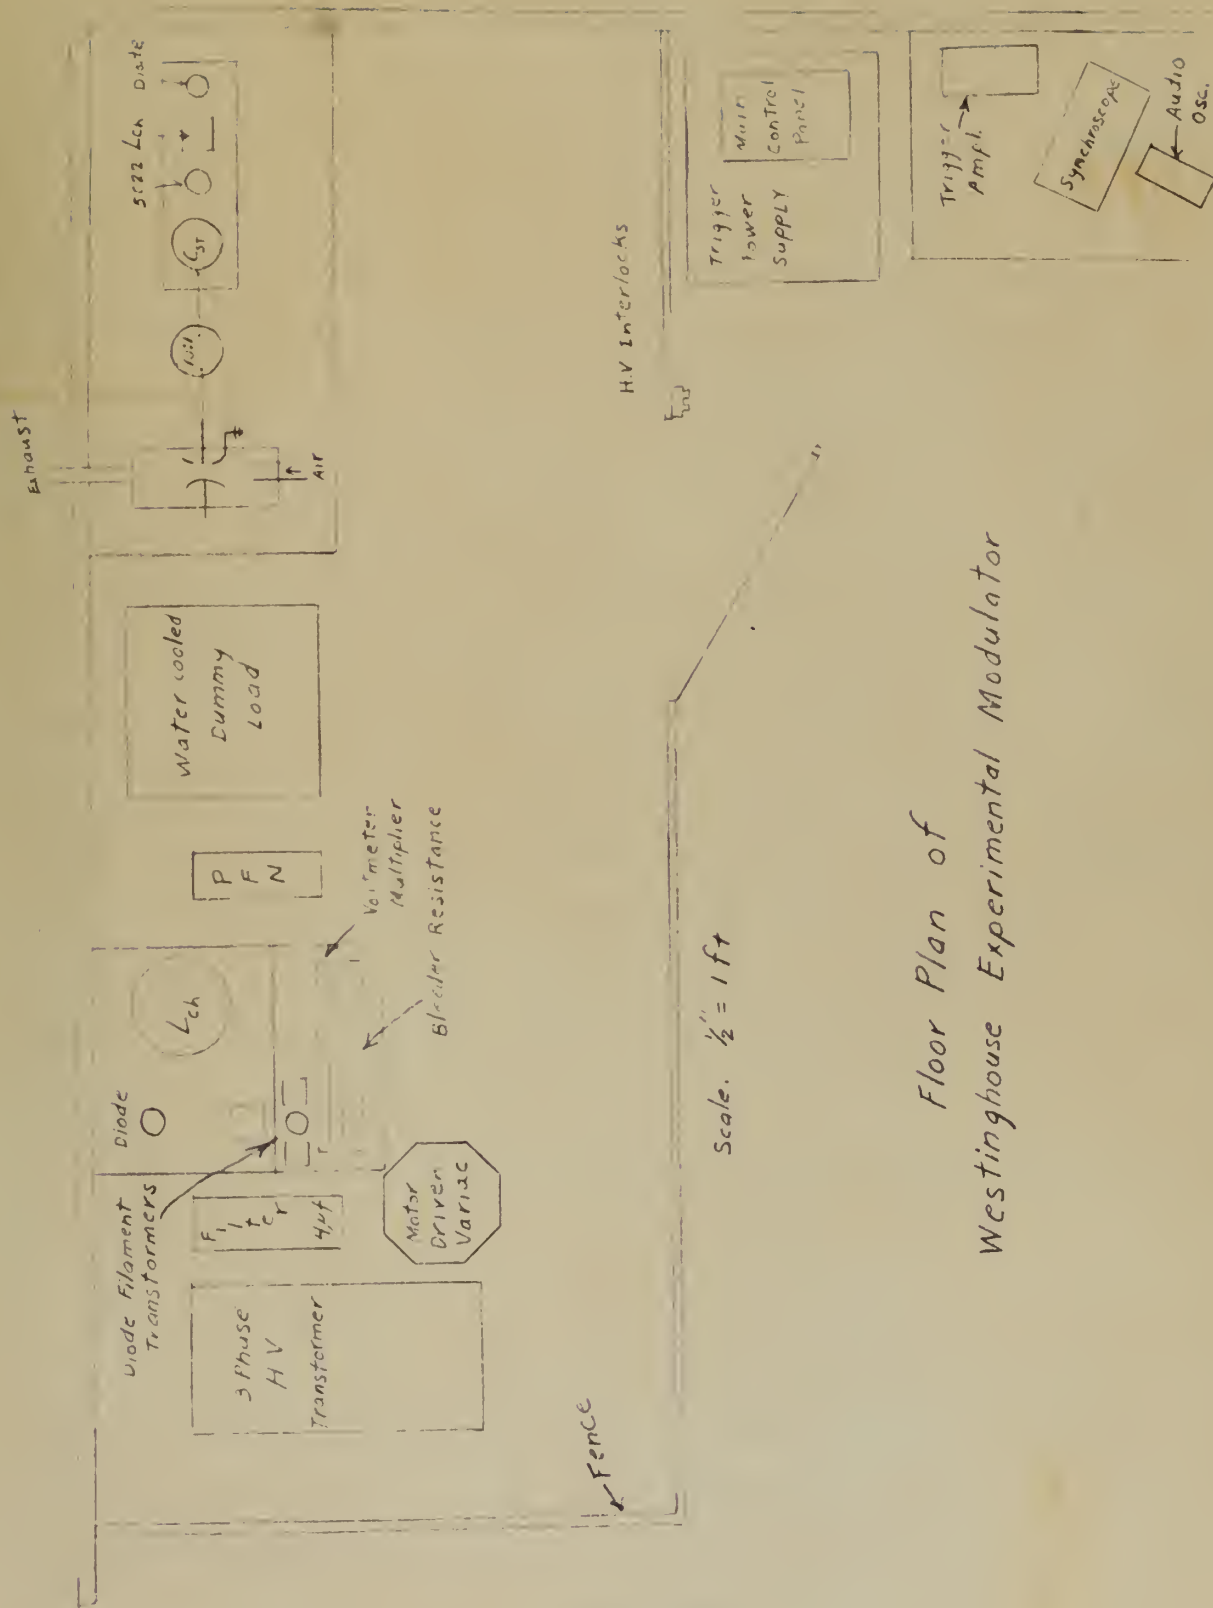 Exhaust
Air
5C22
Lch
Diode
LST
Water cooled
Dummy
Load
P
F
N
Voltmeter
Multiplier
Bleeder Resistance
Lch
Diode
Diode Filament
Transformers
Filter
4µf
Motor
Driven
Variac
3 Phase
HV
Transformer
Fence
H.V Interlocks
Trigger
Power
SUPPLY
Main
Control
Panel
Trigger
Ampl.
Synchroscope
Audio
Osc.
Scale. ½" = 1 ft
Floor Plan of
Westinghouse Experimental Modulator